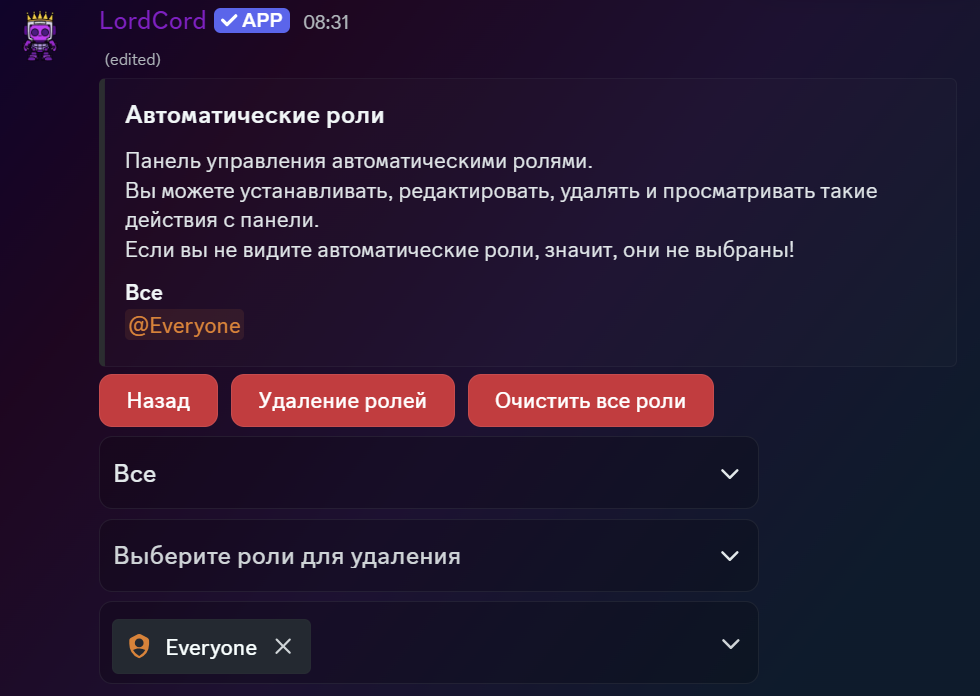 LordCord ✓ APP 08:31
(edited)
Автоматические роли
Панель управления автоматическими ролями.
Вы можете устанавливать, редактировать, удалять и просматривать такие
действия с панели.
Если вы не видите автоматические роли, значит, они не выбраны!
Все
@Everyone
Назад Удаление ролей Очистить все роли
Все
Выберите роли для удаления
Everyone